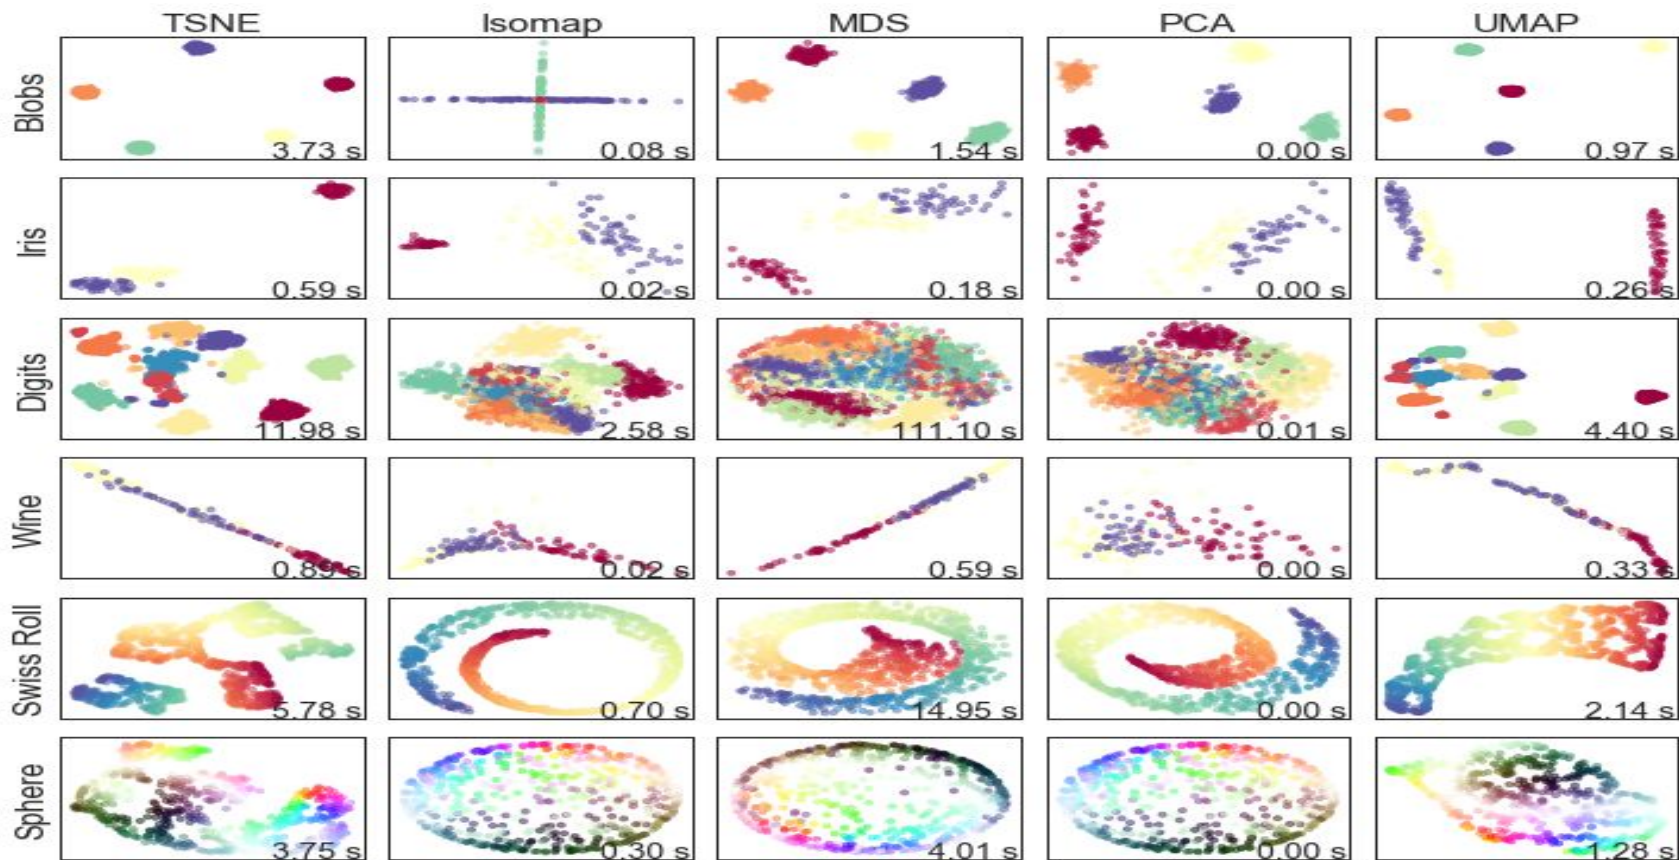 TSNE Isomap MDS PCA UMAP
Blobs 3.73 s 0.08 s 1.54 s 0.00 s 0.97 s
Iris 0.59 s 0.02 s 0.18 s 0.00 s 0.26 s
Digits 11.98 s 2.58 s 111.10 s 0.01 s 4.40 s
Wine 0.89 s 0.02 s 0.59 s 0.00 s 0.33 s
Swiss Roll 5.78 s 0.70 s 14.95 s 0.00 s 2.14 s
Sphere 3.75 s 0.30 s 4.01 s 0.00 s 1.28 s